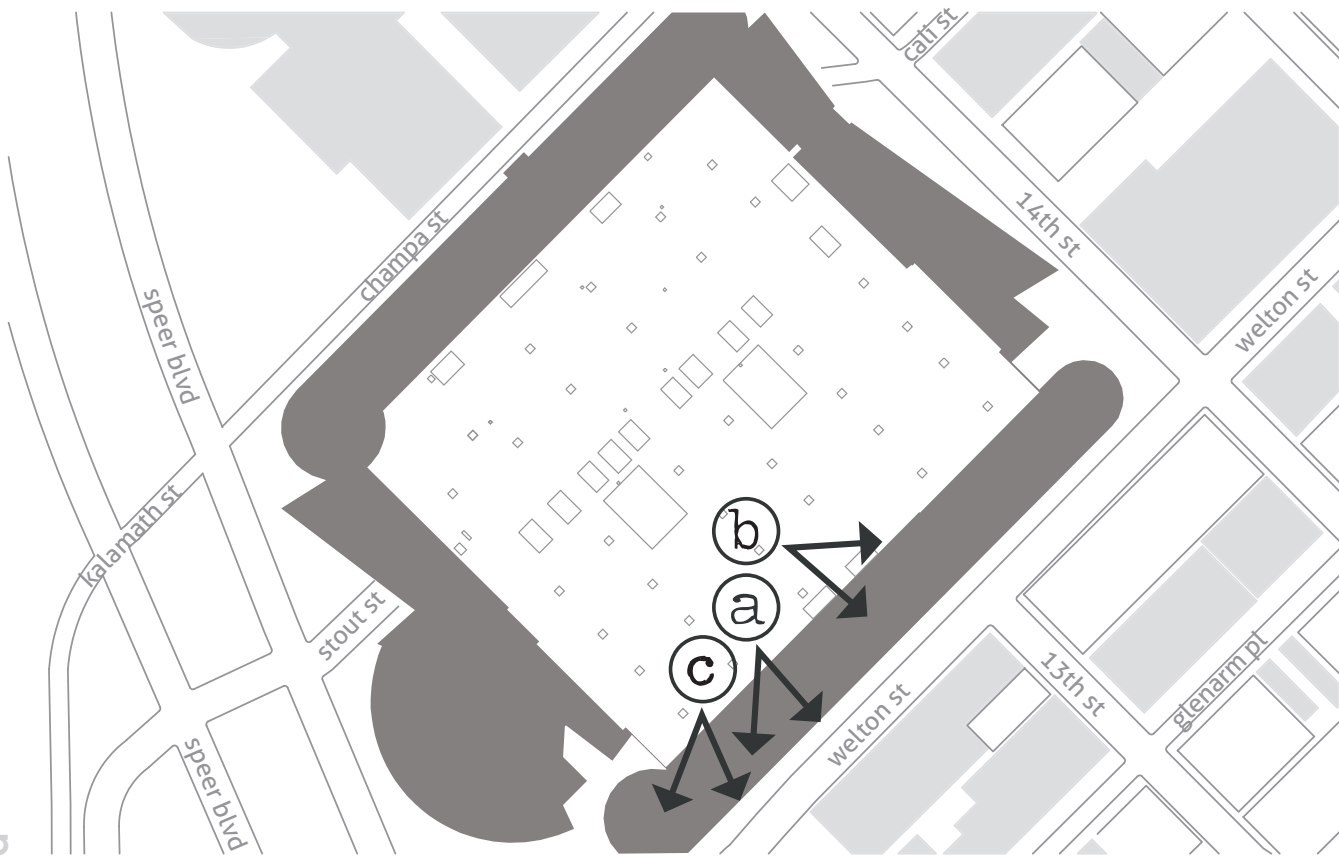 cali st
14th st
champa st
speer blvd
welton st
kalamath st
b
a
stout st
c
13th st
glenarm pl
welton st
speer blvd